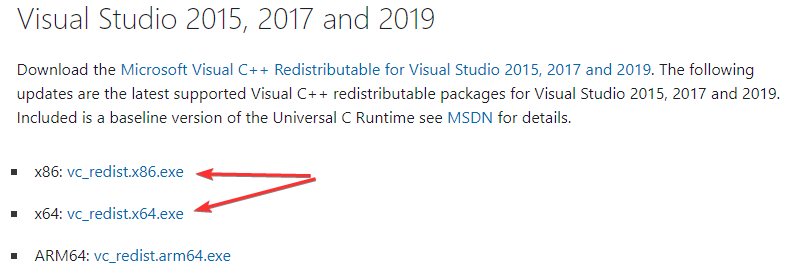 Visual Studio 2015, 2017 and 2019
Download the Microsoft Visual C++ Redistributable for Visual Studio 2015, 2017 and 2019. The following
updates are the latest supported Visual C++ redistributable packages for Visual Studio 2015, 2017 and 2019.
Included is a baseline version of the Universal C Runtime see MSDN for details.
x86: vc_redist.x86.exe
x64: vc_redist.x64.exe
ARM64: vc_redist.arm64.exe